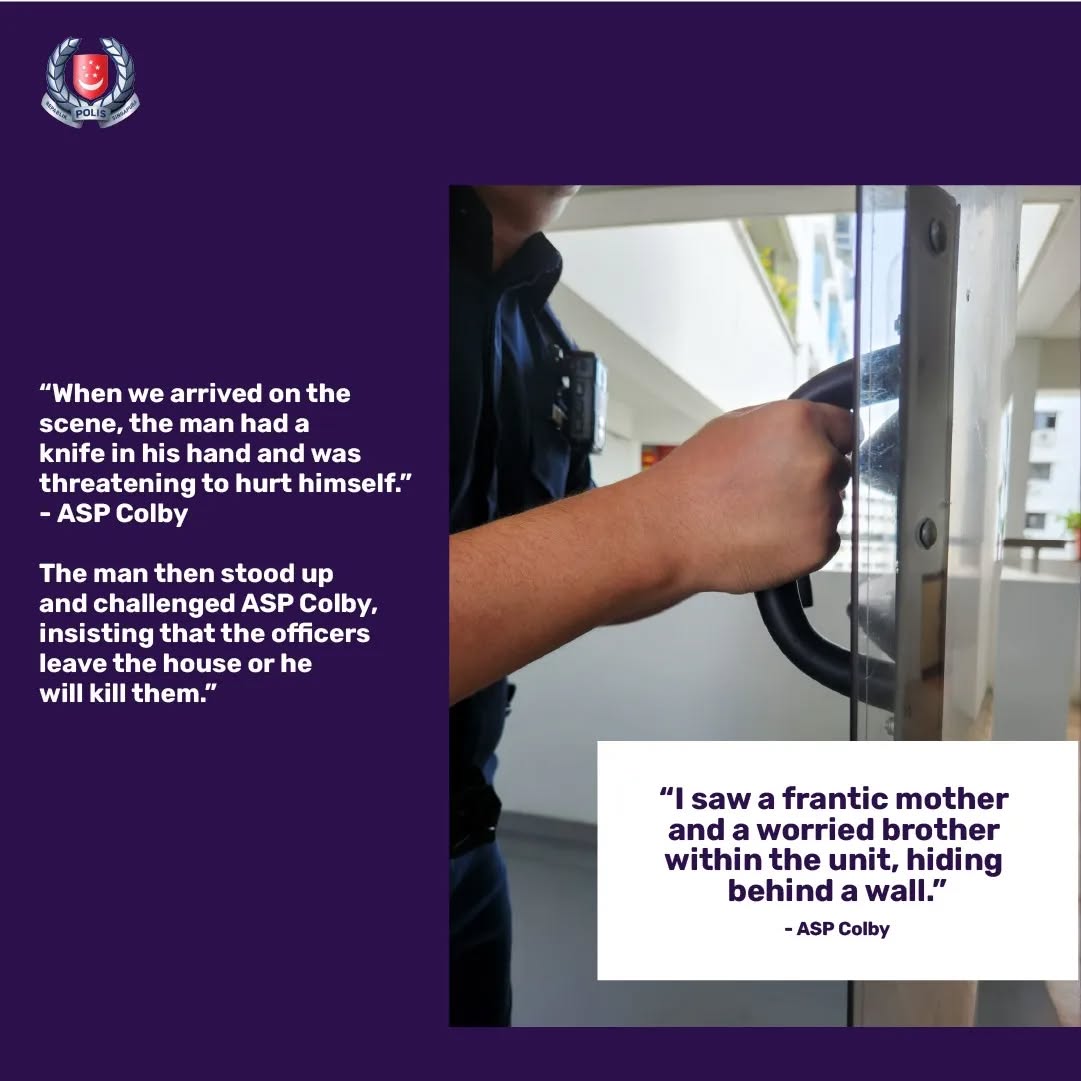 REPUBLIK POLIS SINGAPURA
“When we arrived on the
scene, the man had a
knife in his hand and was
threatening to hurt himself.”
- ASP Colby
The man then stood up
and challenged ASP Colby,
insisting that the officers
leave the house or he
will kill them.”
“I saw a frantic mother
and a worried brother
within the unit, hiding
behind a wall.”
- ASP Colby